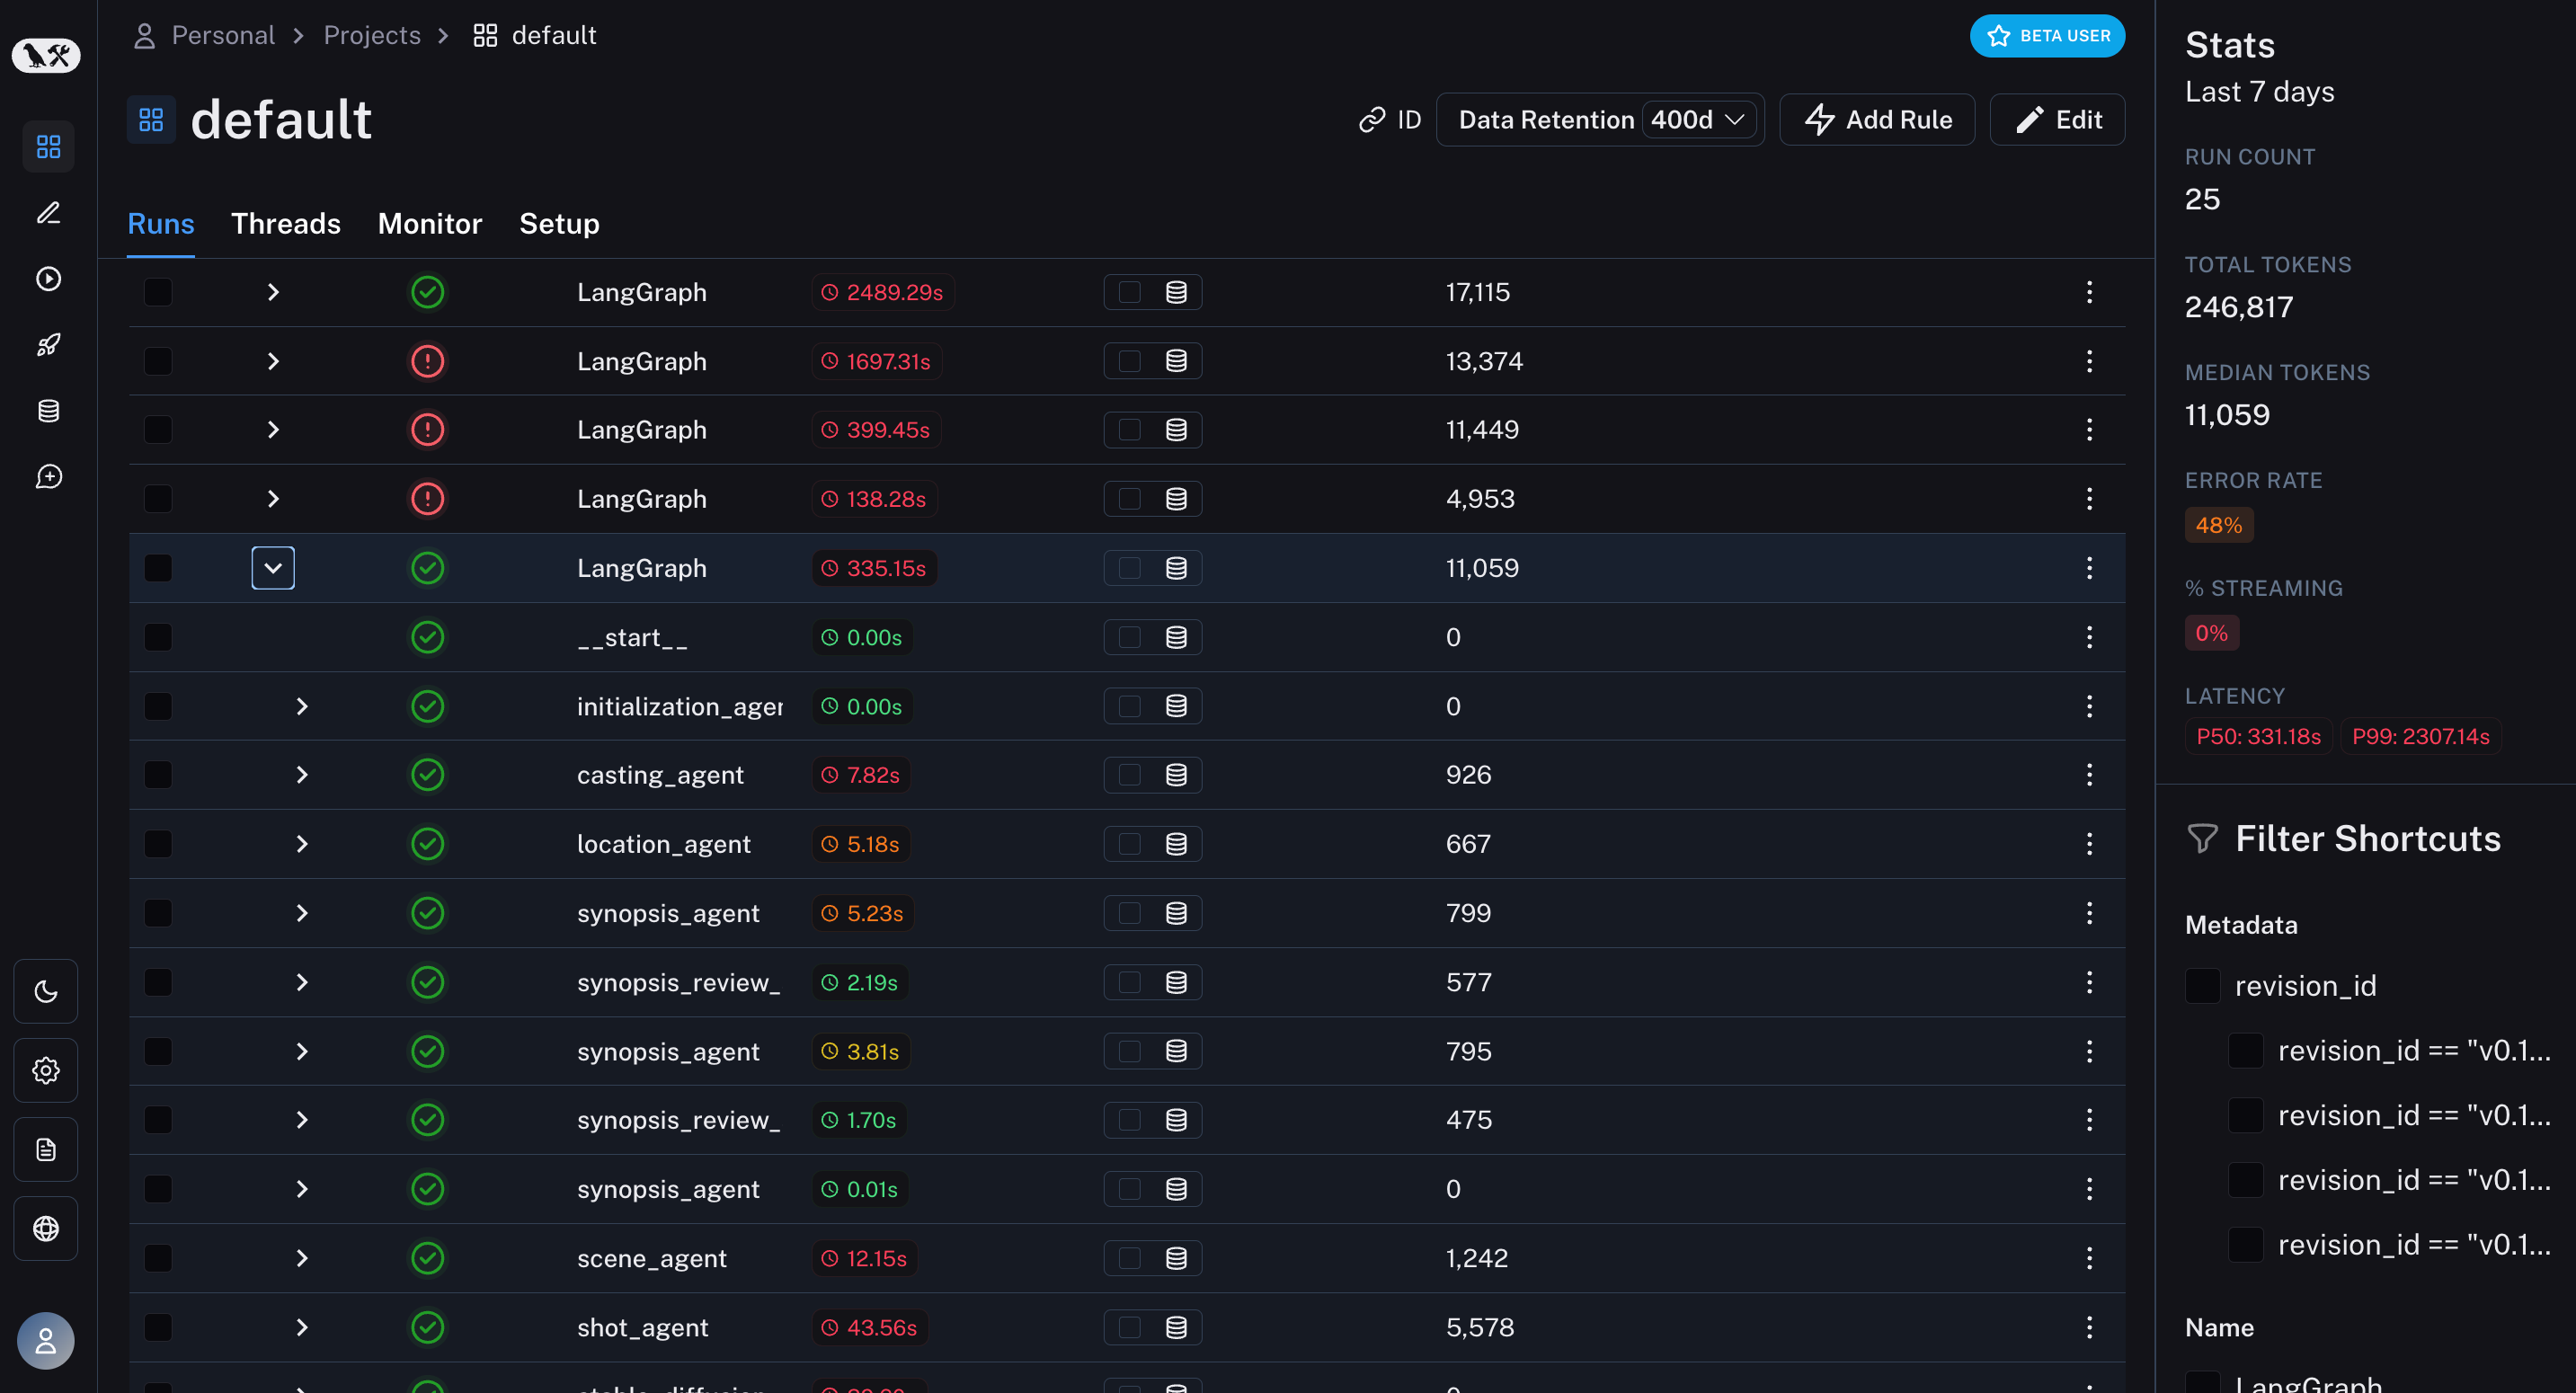 Personal > Projects > default
BETA USER
default
ID
Data Retention 400d
Add Rule
Edit
Runs Threads Monitor Setup
LangGraph 2489.29s 17,115
LangGraph 1697.31s 13,374
LangGraph 399.45s 11,449
LangGraph 138.28s 4,953
LangGraph 335.15s 11,059
__start__ 0.00s 0
initialization_ager 0.00s 0
casting_agent 7.82s 926
location_agent 5.18s 667
synopsis_agent 5.23s 799
synopsis_review_ 2.19s 577
synopsis_agent 3.81s 795
synopsis_review_ 1.70s 475
synopsis_agent 0.01s 0
scene_agent 12.15s 1,242
shot_agent 43.56s 5,578
Stats
Last 7 days
RUN COUNT
25
TOTAL TOKENS
246,817
MEDIAN TOKENS
11,059
ERROR RATE
48%
% STREAMING
0%
LATENCY
P50: 331.18s P99: 2307.14s
Filter Shortcuts
Metadata
revision_id
revision_id == "v0.1...
revision_id == "v0.1...
revision_id == "v0.1...
revision_id == "v0.1...
Name
LangGraph